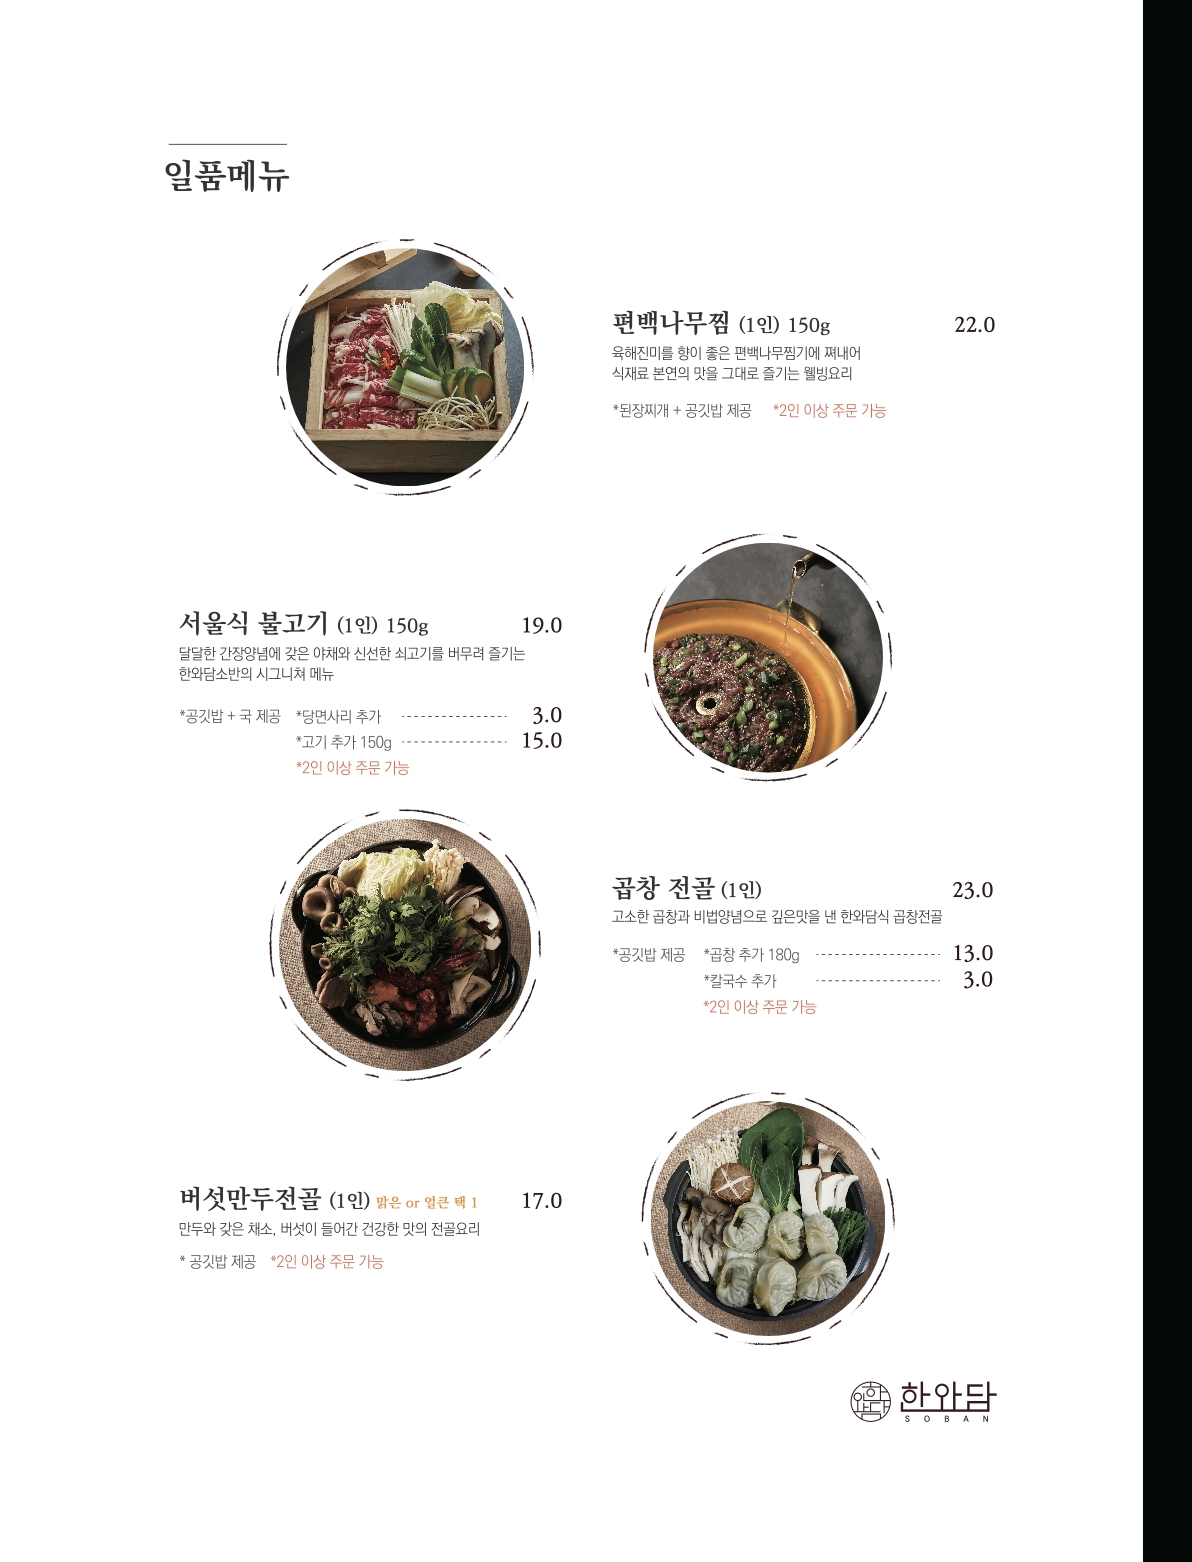 일품메뉴
편백나무찜 (1인) 150g 22.0
육해진미를 향이 좋은 편백나무찜기에 쪄내어
식재료 본연의 맛을 그대로 즐기는 웰빙요리
*된장찌개 + 공깃밥 제공 *2인 이상 주문 가능
서울식 불고기 (1인) 150g 19.0
달달한 간장양념에 갖은 야채와 신선한 쇠고기를 버무려 즐기는
한와담소반의 시그니쳐 메뉴
*공깃밥 + 국 제공 *당면사리 추가 3.0
*고기 추가 150g 15.0
*2인 이상 주문 가능
곱창 전골 (1인) 23.0
고소한 곱창과 비법양념으로 깊은맛을 낸 한와담식 곱창전골
*공깃밥 제공 *곱창 추가 180g 13.0
*칼국수 추가 3.0
*2인 이상 주문 가능
버섯만두전골 (1인) 맑은 or 얼큰 택 1 17.0
만두와 갖은 채소, 버섯이 들어간 건강한 맛의 전골요리
* 공깃밥 제공 *2인 이상 주문 가능
한와담 한와담
SOBAN